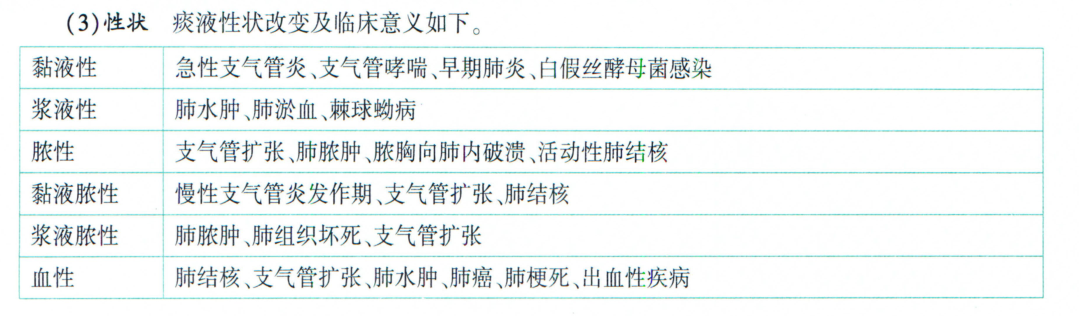 (3)性状 痰液性状改变及临床意义如下。
黏液性 急性支气管炎、支气管哮喘、早期肺炎、白假丝酵母菌感染
浆液性 肺水肿、肺淤血、棘球蚴病
脓性 支气管扩张、肺脓肿、脓胸向肺内破溃、活动性肺结核
黏液脓性 慢性支气管炎发作期、支气管扩张、肺结核
浆液脓性 肺脓肿、肺组织坏死、支气管扩张
血性 肺结核、支气管扩张、肺水肿、肺癌、肺梗死、出血性疾病